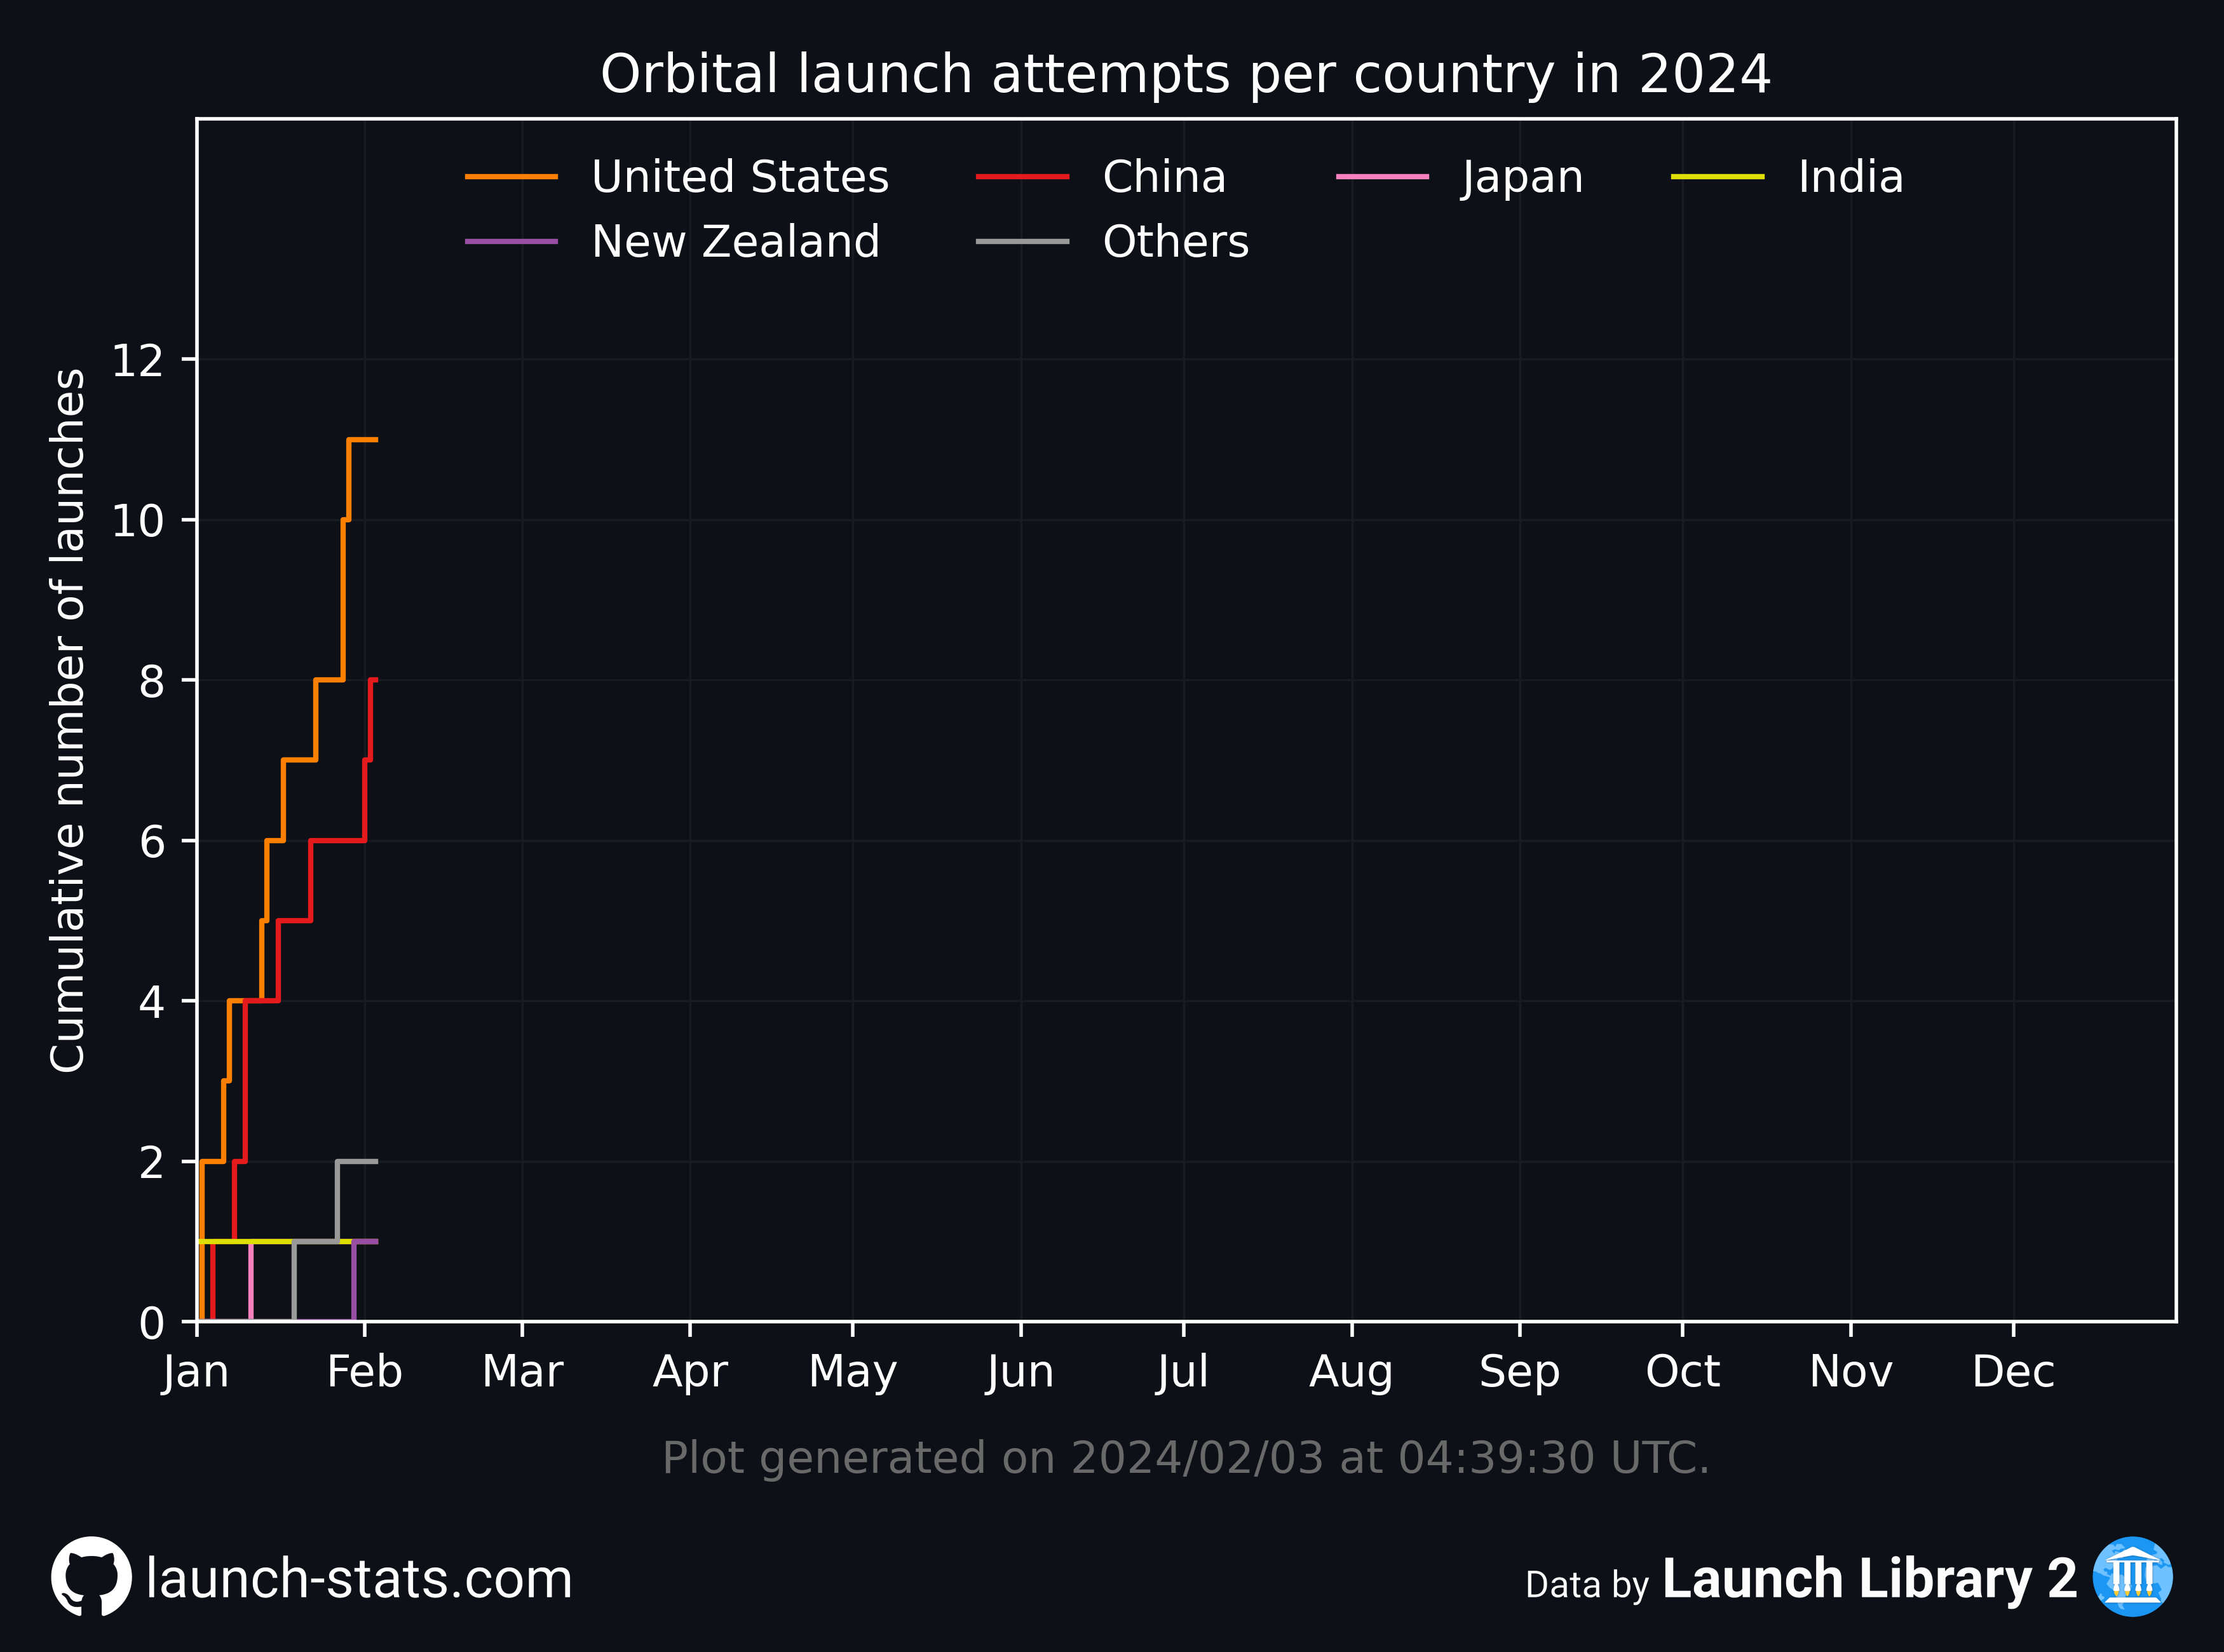 Orbital launch attempts per country in 2024
United States China Japan India
New Zealand Others
Cumulative number of launches
12
10
8
6
4
2
0
Jan Feb Mar Apr May Jun Jul Aug Sep Oct Nov Dec
Plot generated on 2024/02/03 at 04:39:30 UTC.
launch-stats.com
Data by Launch Library 2